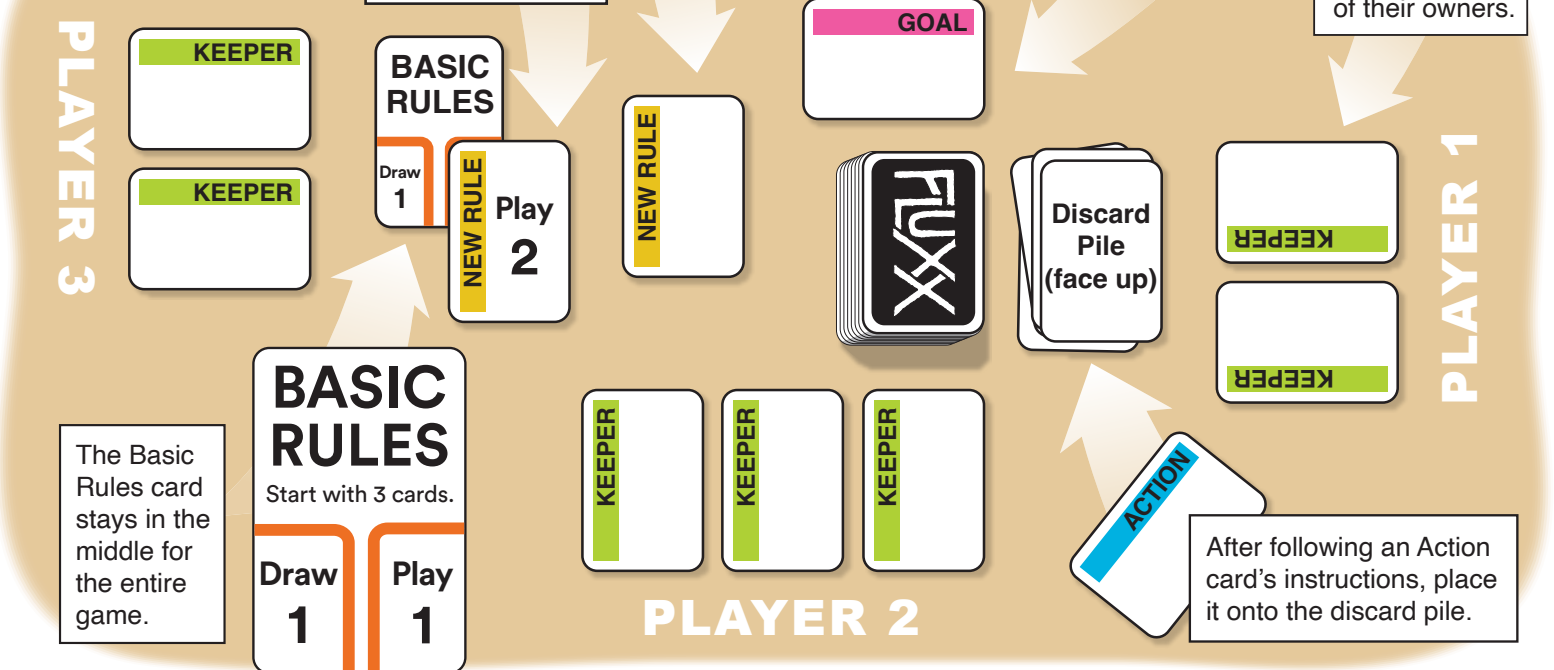 of their owners.
GOAL
PLAYER 3
KEEPER
KEEPER
BASIC
RULES
Draw
1
NEW RULE
Play
2
NEW RULE
FLUXX
Discard
Pile
(face up)
KEEPER
KEEPER
PLAYER 1
The Basic
Rules card
stays in the
middle for
the entire
game.
BASIC
RULES
Start with 3 cards.
Draw
1
Play
1
KEEPER
KEEPER
KEEPER
PLAYER 2
ACTION
After following an Action
card's instructions, place
it onto the discard pile.